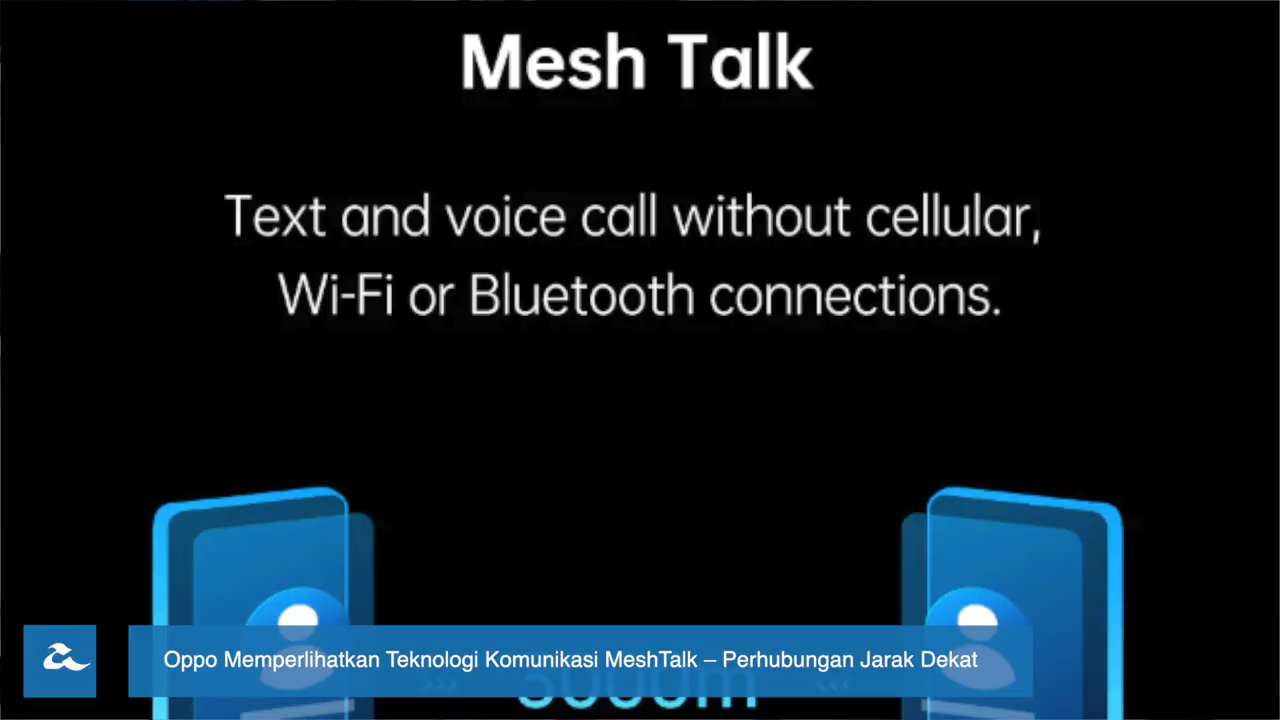 Mesh Talk
Text and voice call without cellular,
Wi-Fi or Bluetooth connections.
Oppo Memperlihatkan Teknologi Komunikasi MeshTalk – Perhubungan Jarak Dekat